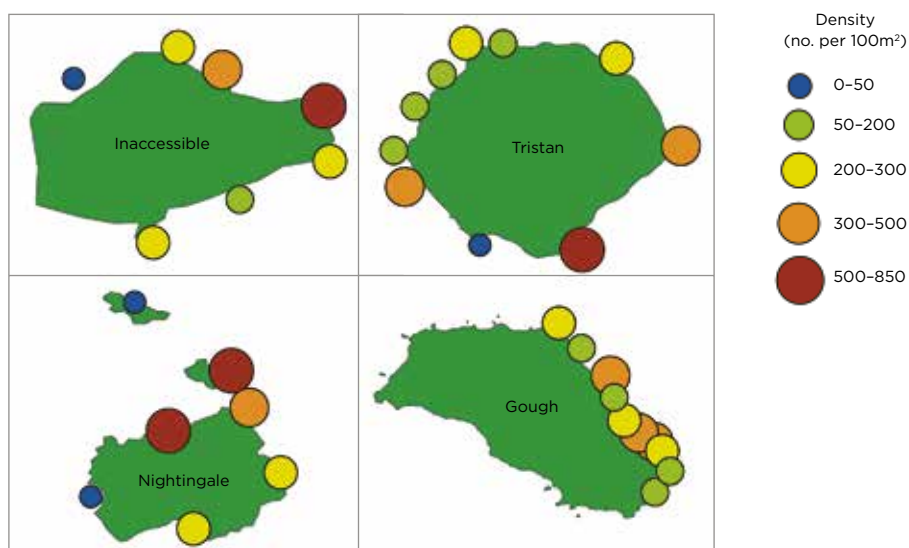 Density
(no. per 100m²)
0–50
50–200
200–300
300–500
500–850
Inaccessible
Tristan
Nightingale
Gough